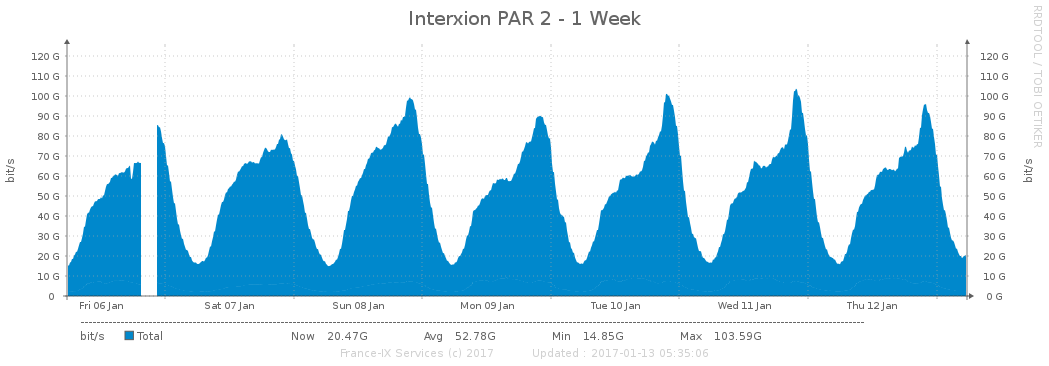 Interxion PAR 2 - 1 Week
RRDTOOL / TOBI OETIKER
bit/s
120 G 120 G
110 G 110 G
100 G 100 G
90 G 90 G
80 G 80 G
70 G 70 G
60 G 60 G
50 G 50 G
40 G 40 G
30 G 30 G
20 G 20 G
10 G 10 G
0 0 G
bit/s
Fri 06 Jan Sat 07 Jan Sun 08 Jan Mon 09 Jan Tue 10 Jan Wed 11 Jan Thu 12 Jan
bit/s Total Now 20.47G Avg 52.78G Min 14.85G Max 103.59G
France-IX Services (c) 2017 Updated : 2017-01-13 05:35:06